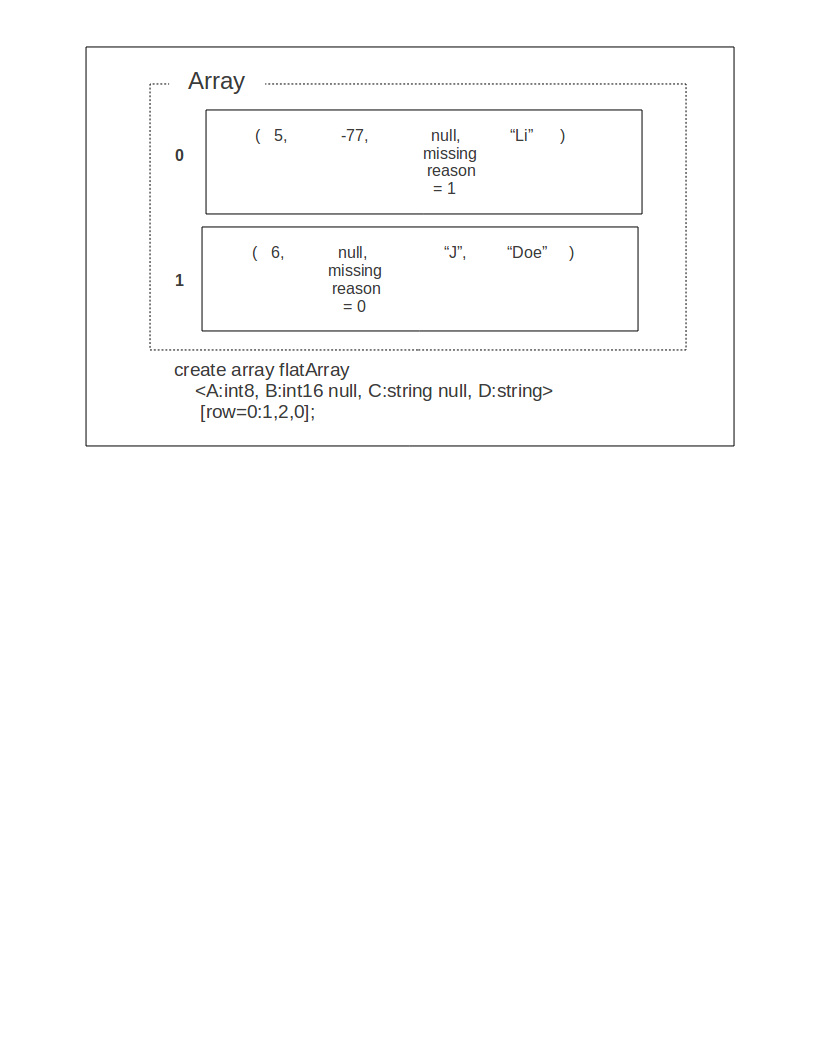 Array
0
( 5, -77, null, “Li” )
missing
reason
= 1
1
( 6, null, “J”, “Doe” )
missing
reason
= 0
create array flatArray
<A:int8, B:int16 null, C:string null, D:string>
[row=0:1,2,0];